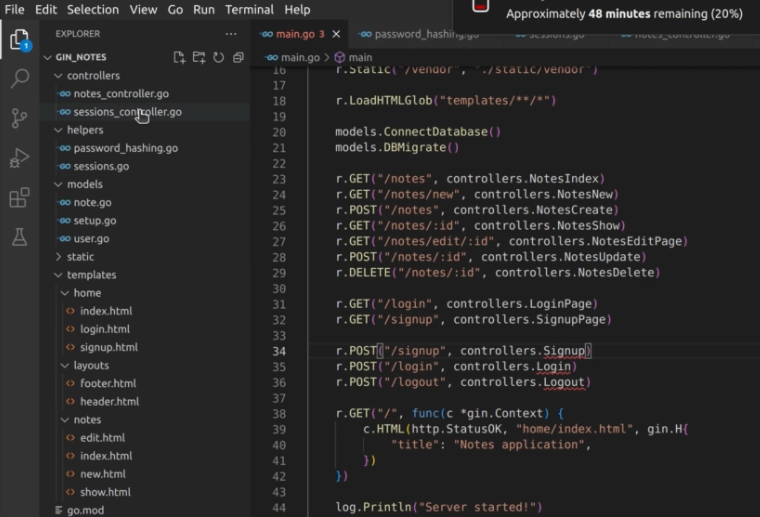 File Edit Selection View Go Run Terminal Help
Approximately 48 minutes remaining (20%)
EXPLORER
GIN_NOTES
controllers
notes_controller.go
sessions_controller.go
helpers
password_hashing.go
sessions.go
models
note.go
setup.go
user.go
static
templates
home
index.html
login.html
signup.html
layouts
footer.html
header.html
notes
edit.html
index.html
new.html
show.html
go.mod
1
main.go 3
password_hashing.go
sessions.go
notes_controller.go
main.go > main
16 r.Static("/vendor", "./static/vendor")
17
18 r.LoadHTMLGlob("templates/**/*")
19
20 models.ConnectDatabase()
21 models.DBMigrate()
22
23 r.GET("/notes", controllers.NotesIndex)
24 r.GET("/notes/new", controllers.NotesNew)
25 r.POST("/notes", controllers.NotesCreate)
26 r.GET("/notes/:id", controllers.NotesShow)
27 r.GET("/notes/edit/:id", controllers.NotesEditPage)
28 r.POST("/notes/:id", controllers.NotesUpdate)
29 r.DELETE("/notes/:id", controllers.NotesDelete)
30
31 r.GET("/login", controllers.LoginPage)
32 r.GET("/signup", controllers.SignupPage)
33
34 r.POST("/signup", controllers.Signup)
35 r.POST("/login", controllers.Login)
36 r.POST("/logout", controllers.Logout)
37
38 r.GET("/", func(c *gin.Context) {
39 c.HTML(http.StatusOK, "home/index.html", gin.H{
40 "title": "Notes application",
41 })
42 })
43
44 log.Println("Server started!")